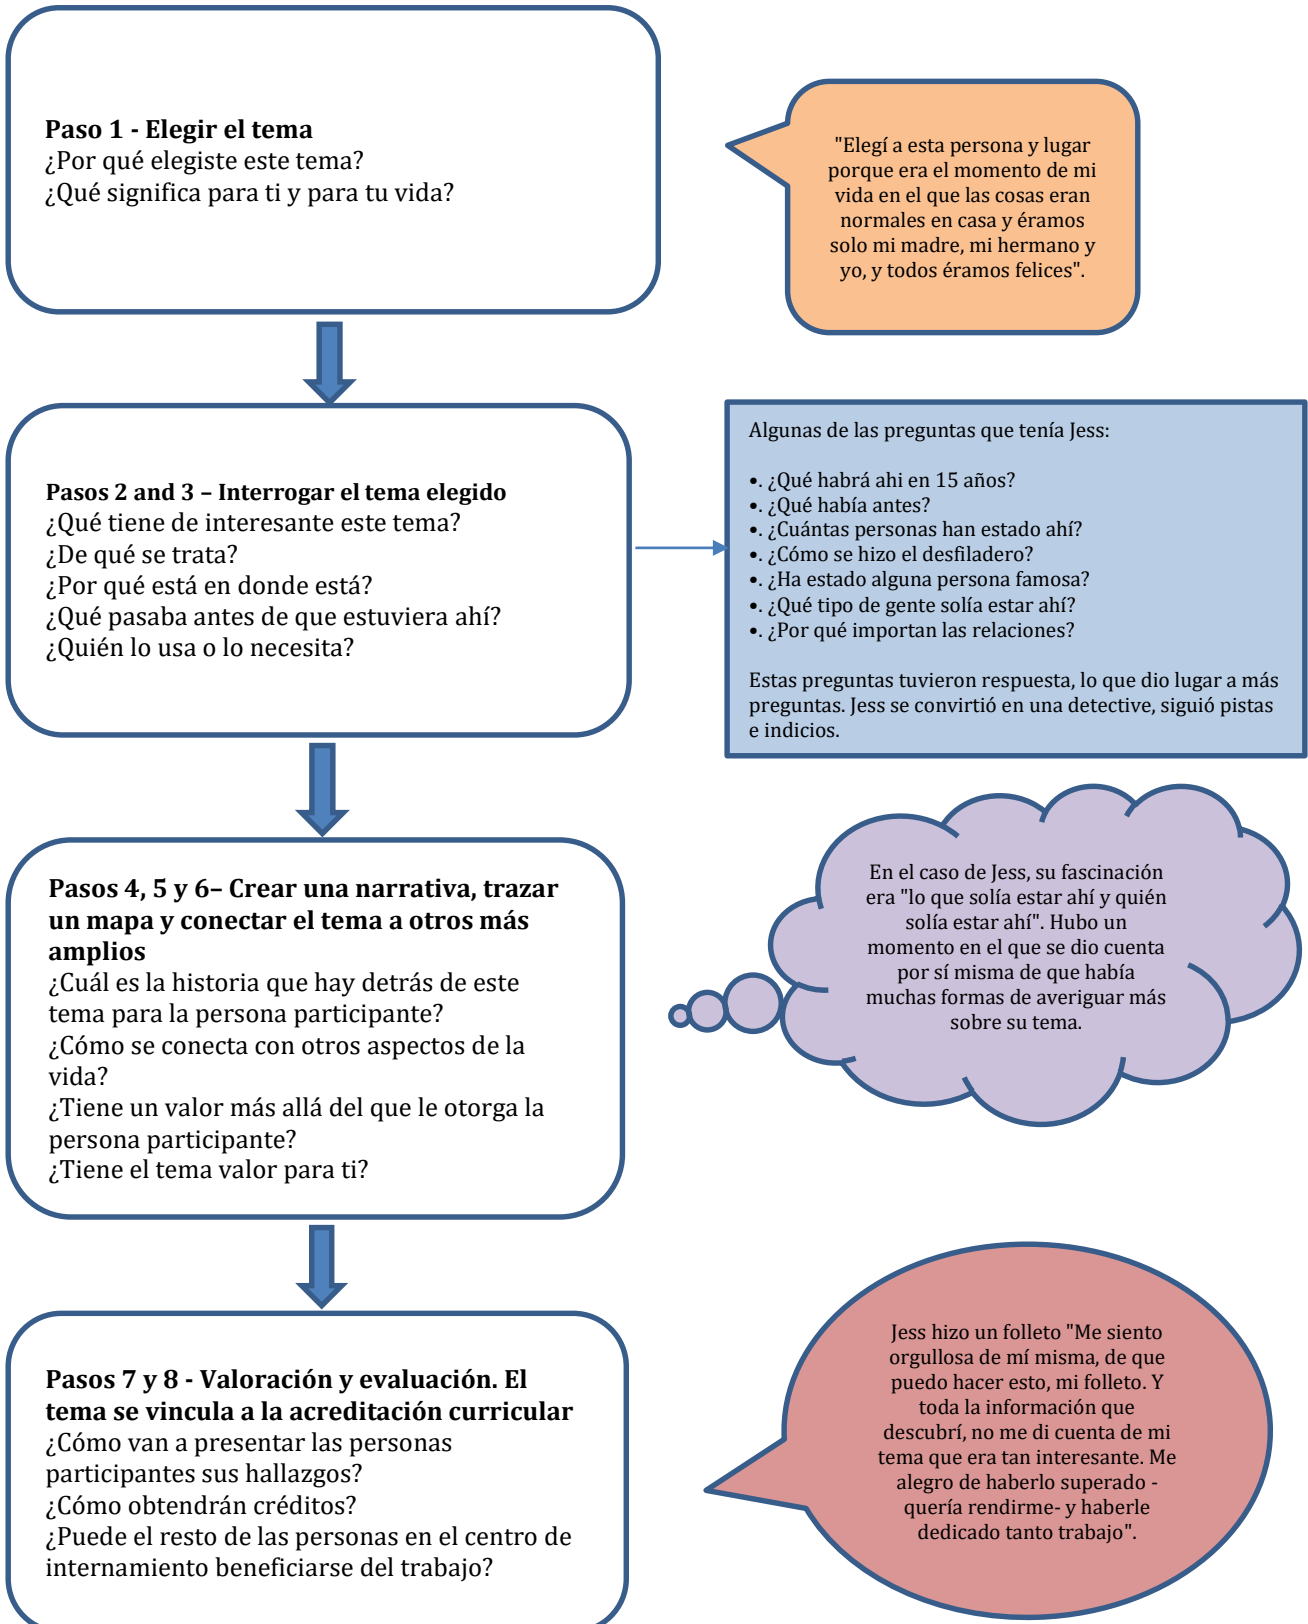 Paso 1 - Elegir el tema
¿Por qué elegiste este tema?
¿Qué significa para ti y para tu vida?
"Elegí a esta persona y lugar
porque era el momento de mi
vida en el que las cosas eran
normales en casa y éramos
solo mi madre, mi hermano y
yo, y todos éramos felices".
Pasos 2 and 3 – Interrogar el tema elegido
¿Qué tiene de interesante este tema?
¿De qué se trata?
¿Por qué está en donde está?
¿Qué pasaba antes de que estuviera ahí?
¿Quién lo usa o lo necesita?
Algunas de las preguntas que tenía Jess:
•. ¿Qué habrá ahi en 15 años?
•. ¿Qué había antes?
•. ¿Cuántas personas han estado ahí?
•. ¿Cómo se hizo el desfiladero?
•. ¿Ha estado alguna persona famosa?
•. ¿Qué tipo de gente solía estar ahí?
•. ¿Por qué importan las relaciones?
Estas preguntas tuvieron respuesta, lo que dio lugar a más
preguntas. Jess se convirtió en una detective, siguió pistas
e indicios.
Pasos 4, 5 y 6– Crear una narrativa, trazar
un mapa y conectar el tema a otros más
amplios
¿Cuál es la historia que hay detrás de este
tema para la persona participante?
¿Cómo se conecta con otros aspectos de la
vida?
¿Tiene un valor más allá del que le otorga la
persona participante?
¿Tiene el tema valor para ti?
En el caso de Jess, su fascinación
era "lo que solía estar ahí y quién
solía estar ahí". Hubo un
momento en el que se dio cuenta
por sí misma de que había
muchas formas de averiguar más
sobre su tema.
Pasos 7 y 8 - Valoración y evaluación. El
tema se vincula a la acreditación curricular
¿Cómo van a presentar las personas
participantes sus hallazgos?
¿Cómo obtendrán créditos?
¿Puede el resto de las personas en el centro de
internamiento beneficiarse del trabajo?
Jess hizo un folleto "Me siento
orgullosa de mí misma, de que
puedo hacer esto, mi folleto. Y
toda la información que
descubrí, no me di cuenta de mi
tema que era tan interesante. Me
alegro de haberlo superado -
quería rendirme- y haberle
dedicado tanto trabajo".